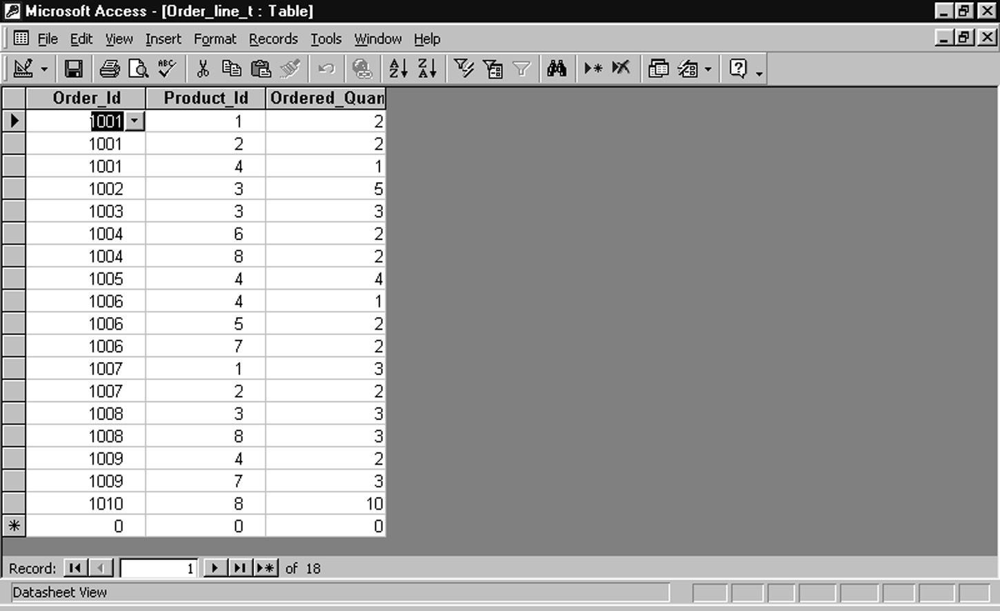 Microsoft Access - [Order_line_t : Table]
File Edit View Insert Format Records Tools Window Help
ABC A Z Z A ?
Order_Id Product_Id Ordered_Quan
1001 1 2
1001 2 2
1001 4 1
1002 3 5
1003 3 3
1004 6 2
1004 8 2
1005 4 4
1006 4 1
1006 5 2
1006 7 2
1007 1 3
1007 2 2
1008 3 3
1008 8 3
1009 4 2
1009 7 3
1010 8 10
0 0 0
Record: 1 of 18
Datasheet View